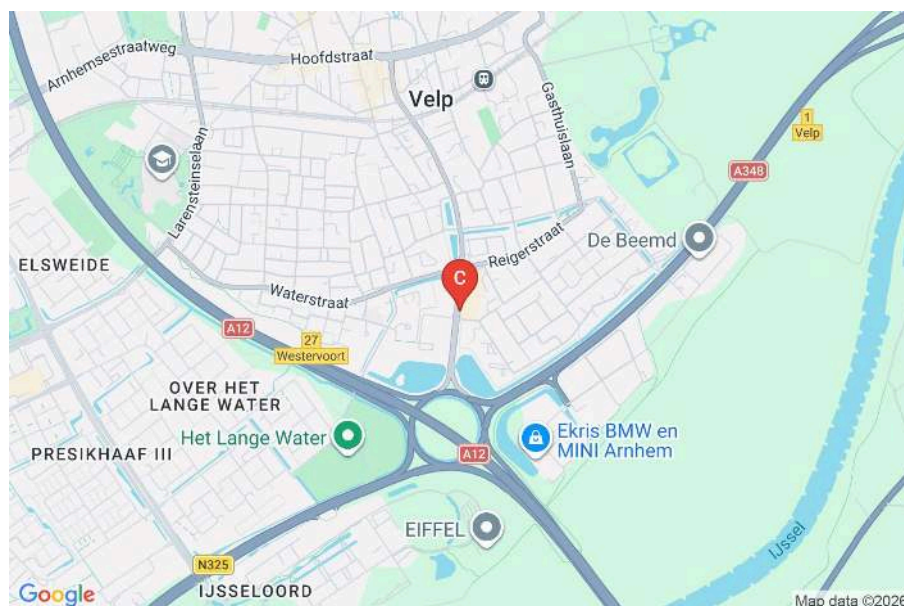 Arnhemsestraatweg
Hoofdstraat
Velp
Gasthuislaan
1
Velp
A348
Larensteinselaan
De Beemd
Reigerstraat
ELSWEIDE
C
Waterstraat
A12
27
Westervoort
OVER HET
LANGE WATER
Het Lange Water
Ekris BMW en
MINI Arnhem
PRESIKHAAF III
A12
EIFFEL
IJssel
N325
IJSSELOORD
Google
Map data ©2026